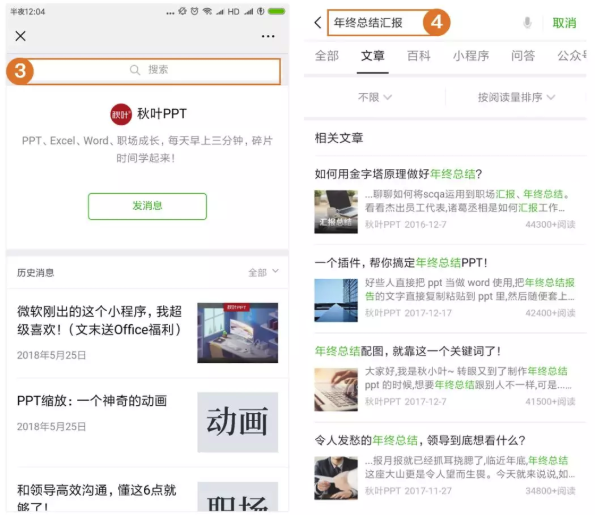 半夜12:04
... HD
3
搜索
秋叶PPT
PPT、Excel、Word、职场成长，每天早上三分钟，碎片
时间学起来！
发消息
历史消息
全部
微软刚出的这个小程序，我超
级喜欢！（文末送Office福利）
2018年5月25日
秋叶PPT
PPT缩放：一个神奇的动画
2018年5月25日
动画
和领导高效沟通，懂这6点就
够了！
职场
年终总结汇报
4
取消
全部
文章
百科
小程序
问答
公众号
不限
按阅读量排序
相关文章
如何用金字塔原理做好年终总结?
汇报总结
...聊聊如何将scqa运用到职场汇报、年终总结。
看看杰出员工代表,诸葛丞相是如何汇报工作...
秋叶PPT 2016-12-7
44300+阅读
一个插件，帮你搞定年终总结PPT！
好些人直接把 ppt 当做 word 使用,把年终总结报
告的文字直接复制粘贴到 ppt 里,然后随便套上...
秋叶PPT 2017-12-17
42400+阅读
年终总结配图，就靠这一个关键词了！
大家好,我是秋小叶~ 转眼又到了制作年终总结
ppt 的时候,想要年终总结跟别人不一样,可是......
秋叶PPT 2017-12-7
41500+阅读
令人发愁的年终总结，领导到底想看什么?
...报月报就已经抓耳挠腮了,临近年底,年终总结
这座大山更是令人望而生畏。今天就来说说,如...
秋叶PPT 2017-11-27
34800+阅读